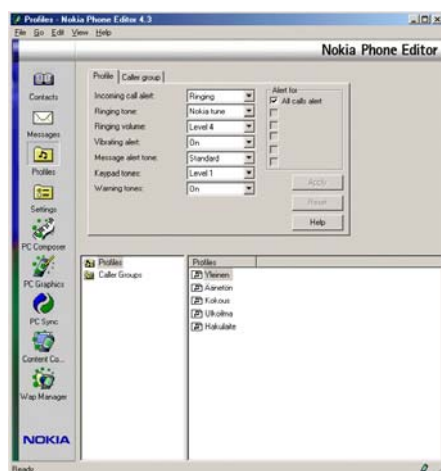 Profiles - Nokia Phone Editor 4.3
File Go Edit View Help
Nokia Phone Editor
Contacts
Messages
Profiles
Settings
PC Composer
PC Graphics
PC Sync
Content Co...
Wap Manager
NOKIA
Profile Caller group
Incoming call alert: Ringing
Ringing tone: Nokia tune
Ringing volume: Level 4
Vibrating alert: On
Message alert tone: Standard
Keypad tones: Level 1
Warning tones: On
Alert for
All calls alert
Apply
Reset
Help
Profiles
Caller Groups
Profiles
Yleinen
Äänetön
Kokous
Ulkoilma
Hakulaite
Ready